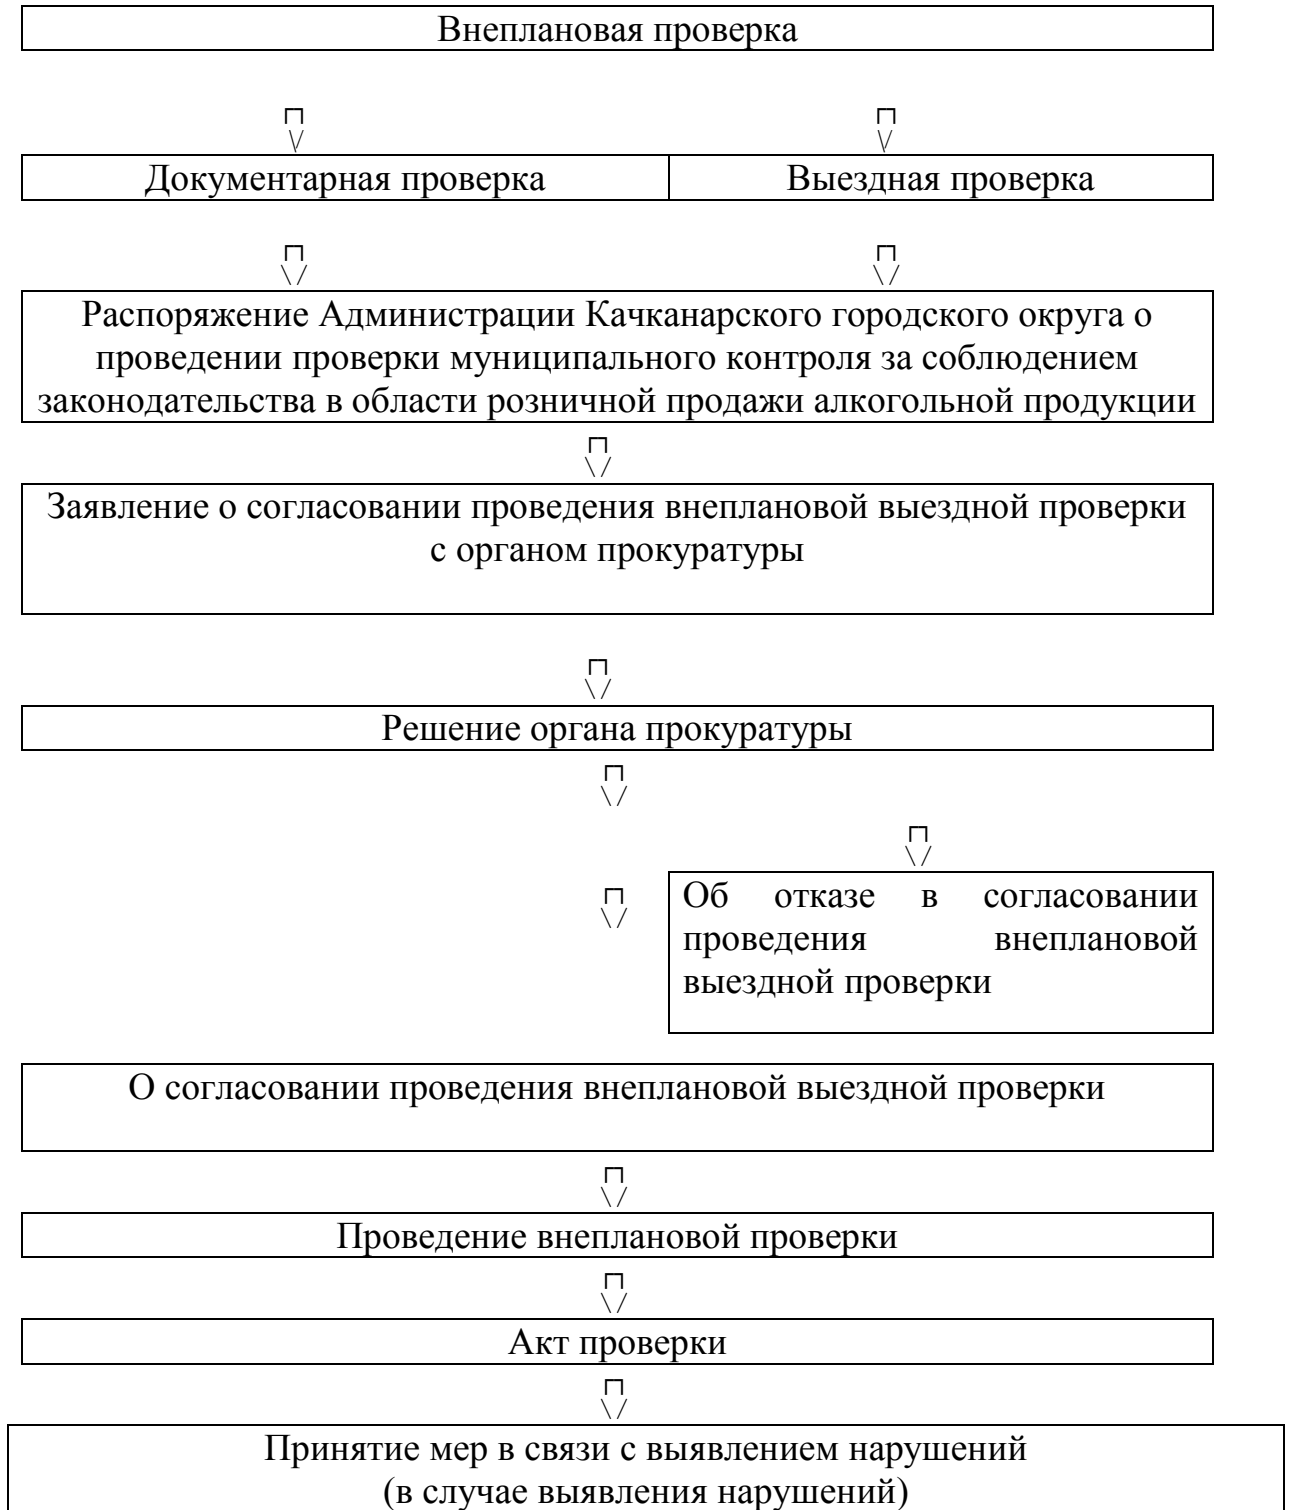 Внеплановая проверка
Документарная проверка
Выездная проверка
Распоряжение Администрации Качканарского городского округа о
проведении проверки муниципального контроля за соблюдением
законодательства в области розничной продажи алкогольной продукции
Заявление о согласовании проведения внеплановой выездной проверки
с органом прокуратуры
Решение органа прокуратуры
Об отказе в согласовании
проведения внеплановой
выездной проверки
О согласовании проведения внеплановой выездной проверки
Проведение внеплановой проверки
Акт проверки
Принятие мер в связи с выявлением нарушений
(в случае выявления нарушений)